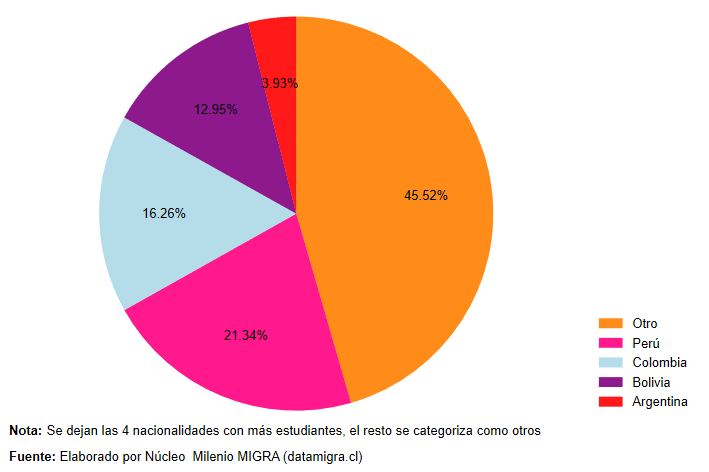 3.93%
12.95%
45.52%
16.26%
21.34%
Otro
Perú
Colombia
Bolivia
Argentina
Nota: Se dejan las 4 nacionalidades con más estudiantes, el resto se categoriza como otros
Fuente: Elaborado por Núcleo  Milenio MIGRA (datamigra.cl)